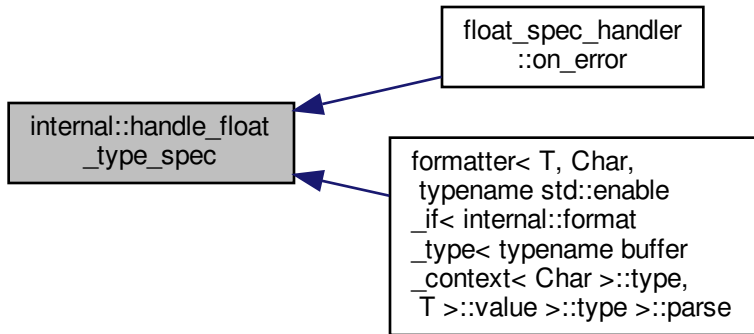 float_spec_handler
::on_error
internal::handle_float
_type_spec
formatter< T, Char,
typename std::enable
_if< internal::format
_type< typename buffer
_context< Char >::type,
T >::value >::type >::parse